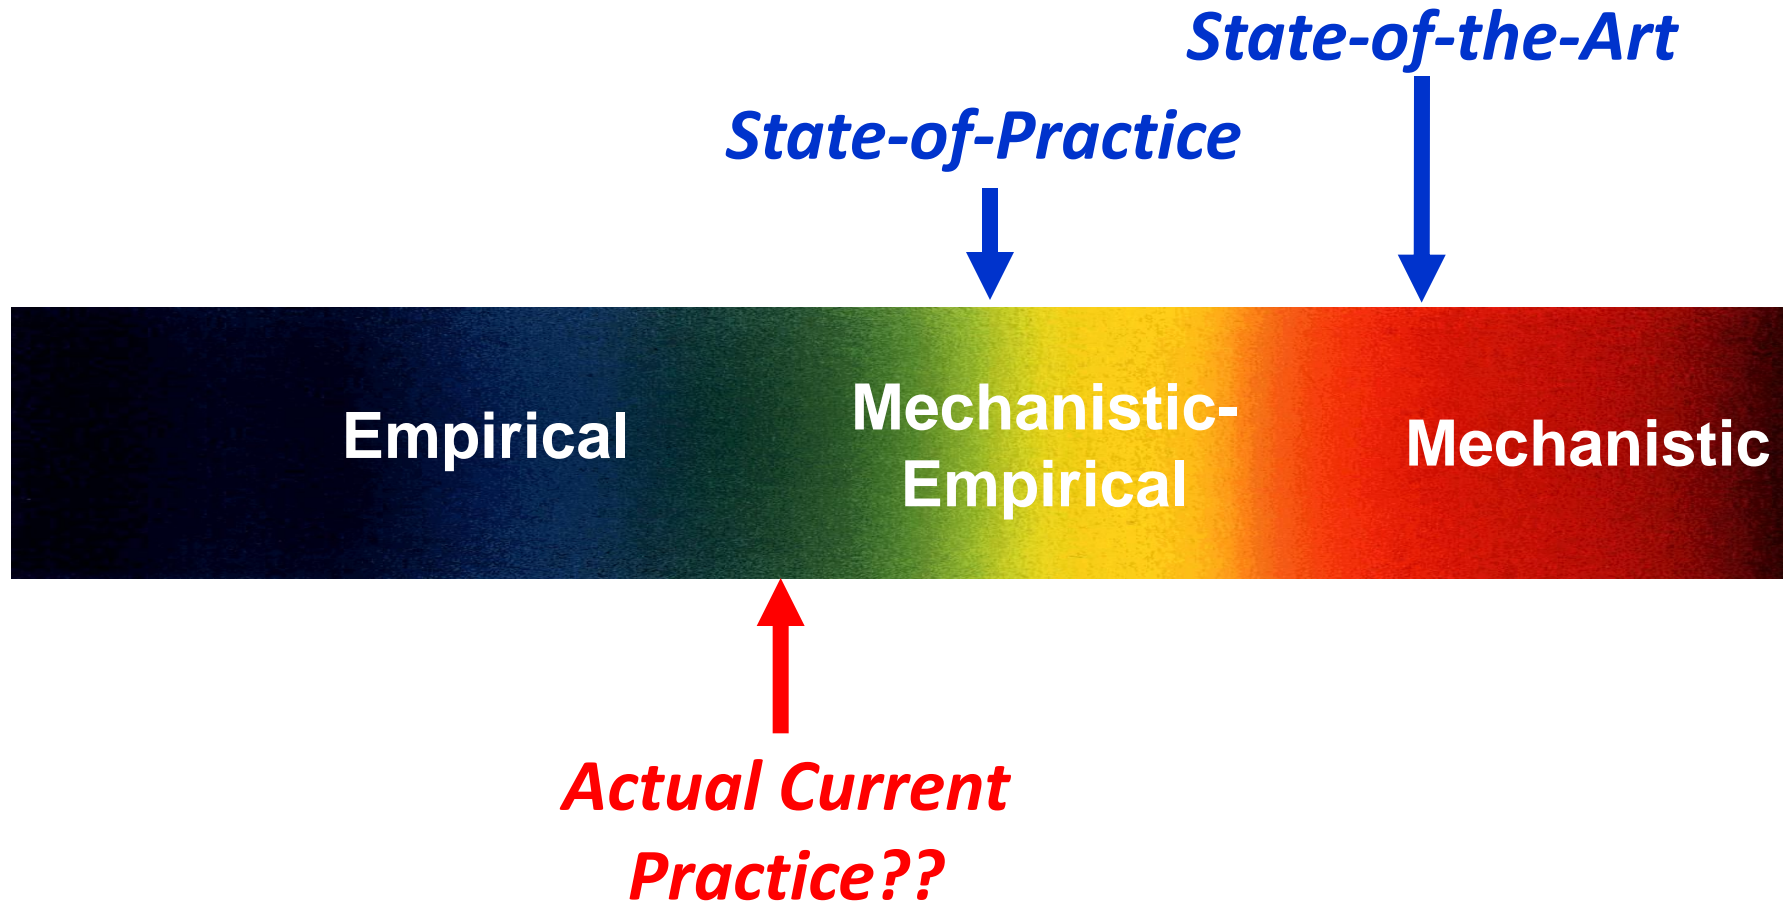 State-of-the-Art
State-of-Practice
Empirical
Mechanistic-
Empirical
Mechanistic
Actual Current
Practice??